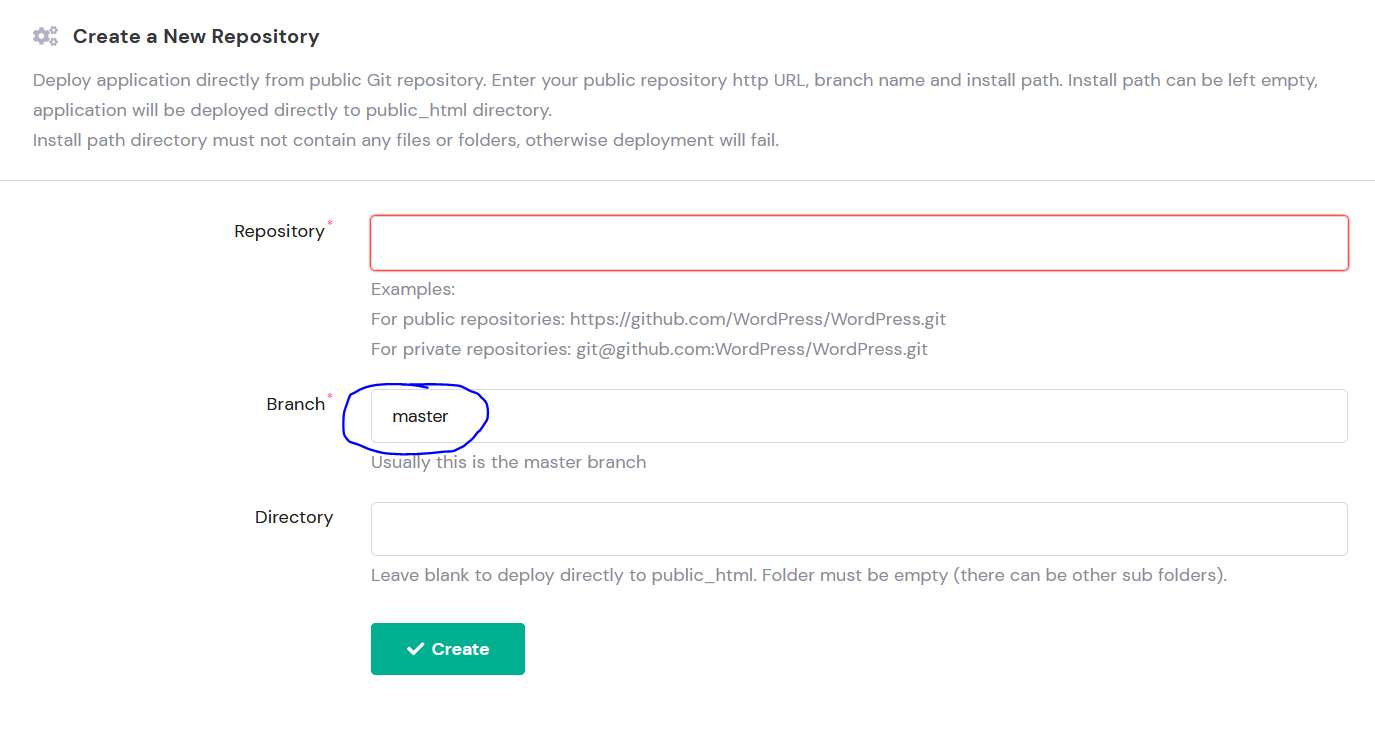 Create a New Repository
Deploy application directly from public Git repository. Enter your public repository http URL, branch name and install path. Install path can be left empty,
application will be deployed directly to public_html directory.
Install path directory must not contain any files or folders, otherwise deployment will fail.
Repository*
Examples:
For public repositories: https://github.com/WordPress/WordPress.git
For private repositories: git@github.com:WordPress/WordPress.git
Branch*
master
Usually this is the master branch
Directory
Leave blank to deploy directly to public_html. Folder must be empty (there can be other sub folders).
Create